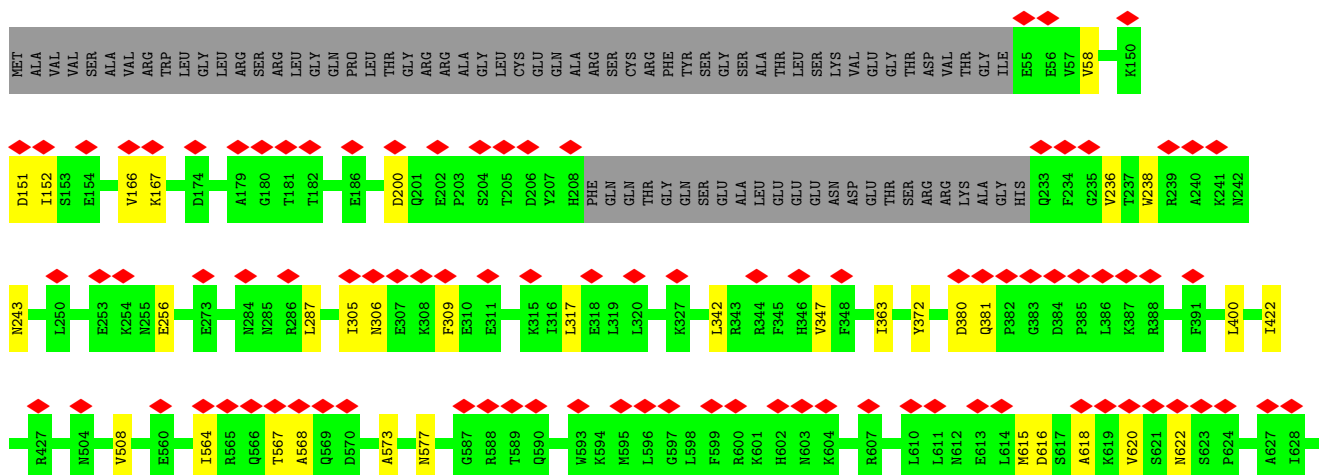 MET ALA VAL VAL SER ALA VAL ARG TRP LEU GLY LEU ARG SER ARG LEU GLY GLN PRO LEU THR GLY ARG ARG ALA GLY LEU CYS GLU GLN ALA ARG SER CYS ARG PHE TYR SER GLY SER ALA THR LEU SER LYS VAL GLU GLY THR ASP VAL THR GLY ILE E55 E56 V57 V58 K150
D151 I152 S153 E154 V166 K167 D174 A179 G180 T181 T182 E186 D200 Q201 E202 P203 S204 T205 D206 Y207 H208 PHE GLN GLN THR GLY GLN SER GLU ALA LEU GLU GLU GLU ASN ASP GLU THR SER ARG ARG LYS ALA GLY HIS Q233 F234 G235 V236 T237 W238 R239 A240 K241 N242
N243 L250 E253 K254 N255 E256 E273 N284 N285 R286 L287 I305 N306 E307 K308 F309 E310 E311 K315 I316 L317 E318 L319 L320 K327 L342 R343 R344 F345 H346 V347 F348 I363 Y372 D380 Q381 P382 G383 D384 P385 L386 K387 R388 F391 L400 I422
R427 N504 V508 E560 I564 R565 Q566 T567 A568 Q569 D570 A573 N577 G587 R588 T589 Q590 W593 K594 M595 L596 G597 L598 F599 R600 K601 H602 N603 K604 R607 L610 L611 N612 E613 L614 M615 D616 S617 A618 K619 V620 S621 N622 S623 P624 A627 I628